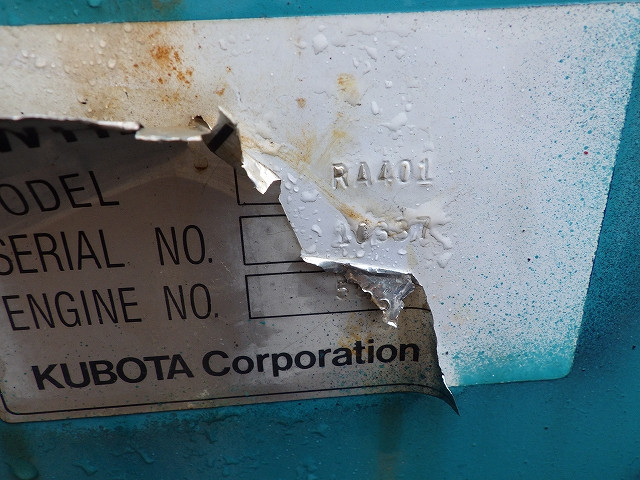 ODEL RA401
SERIAL NO.
ENGINE NO.
KUBOTA Corporation